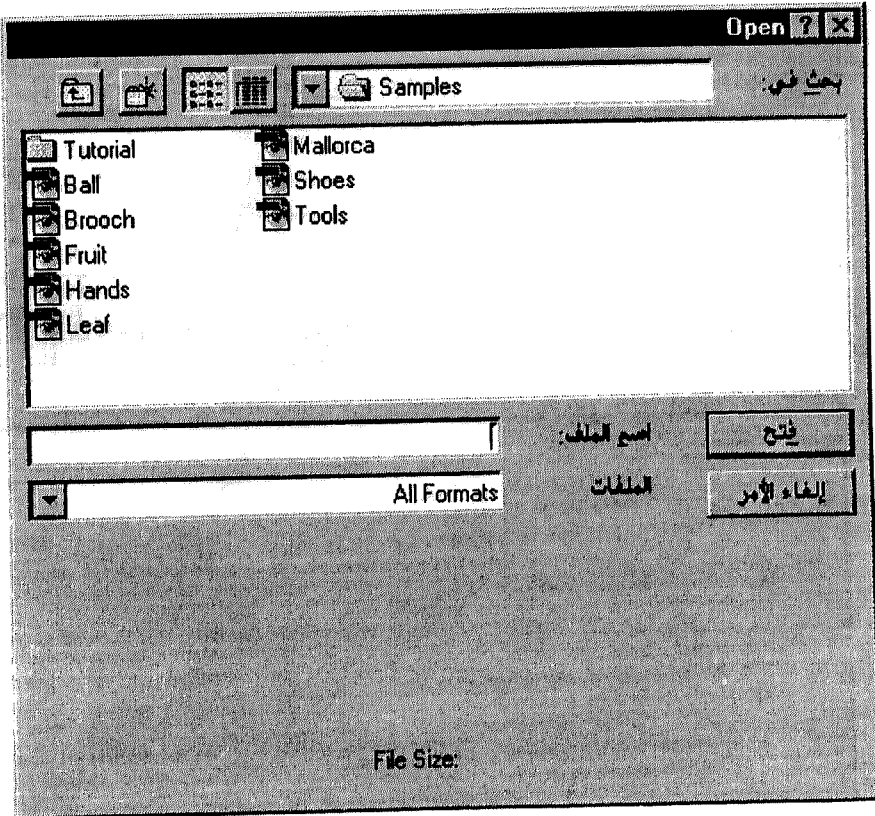 Open
بحث في:
Samples
Tutorial
Ball
Brooch
Fruit
Hands
Leaf
Mallorca
Shoes
Tools
اسم الملف:
فتح
الملفات
All Formats
إلغاء الأمر
File Size: